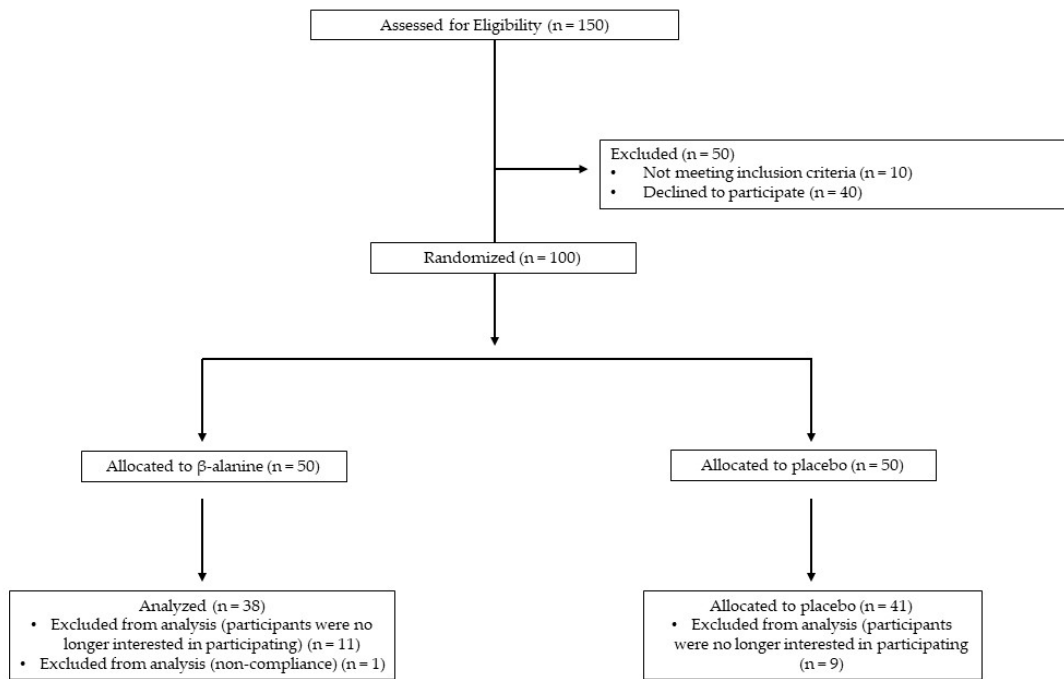 Assessed for Eligibility (n = 150)
Excluded (n = 50)
• Not meeting inclusion criteria (n = 10)
• Declined to participate (n = 40)
Randomized (n = 100)
Allocated to β-alanine (n = 50)
Allocated to placebo (n = 50)
Analyzed (n = 38)
• Excluded from analysis (participants were no
longer interested in participating) (n = 11)
• Excluded from analysis (non-compliance) (n = 1)
Allocated to placebo (n = 41)
• Excluded from analysis (participants
were no longer interested in participating
(n = 9)